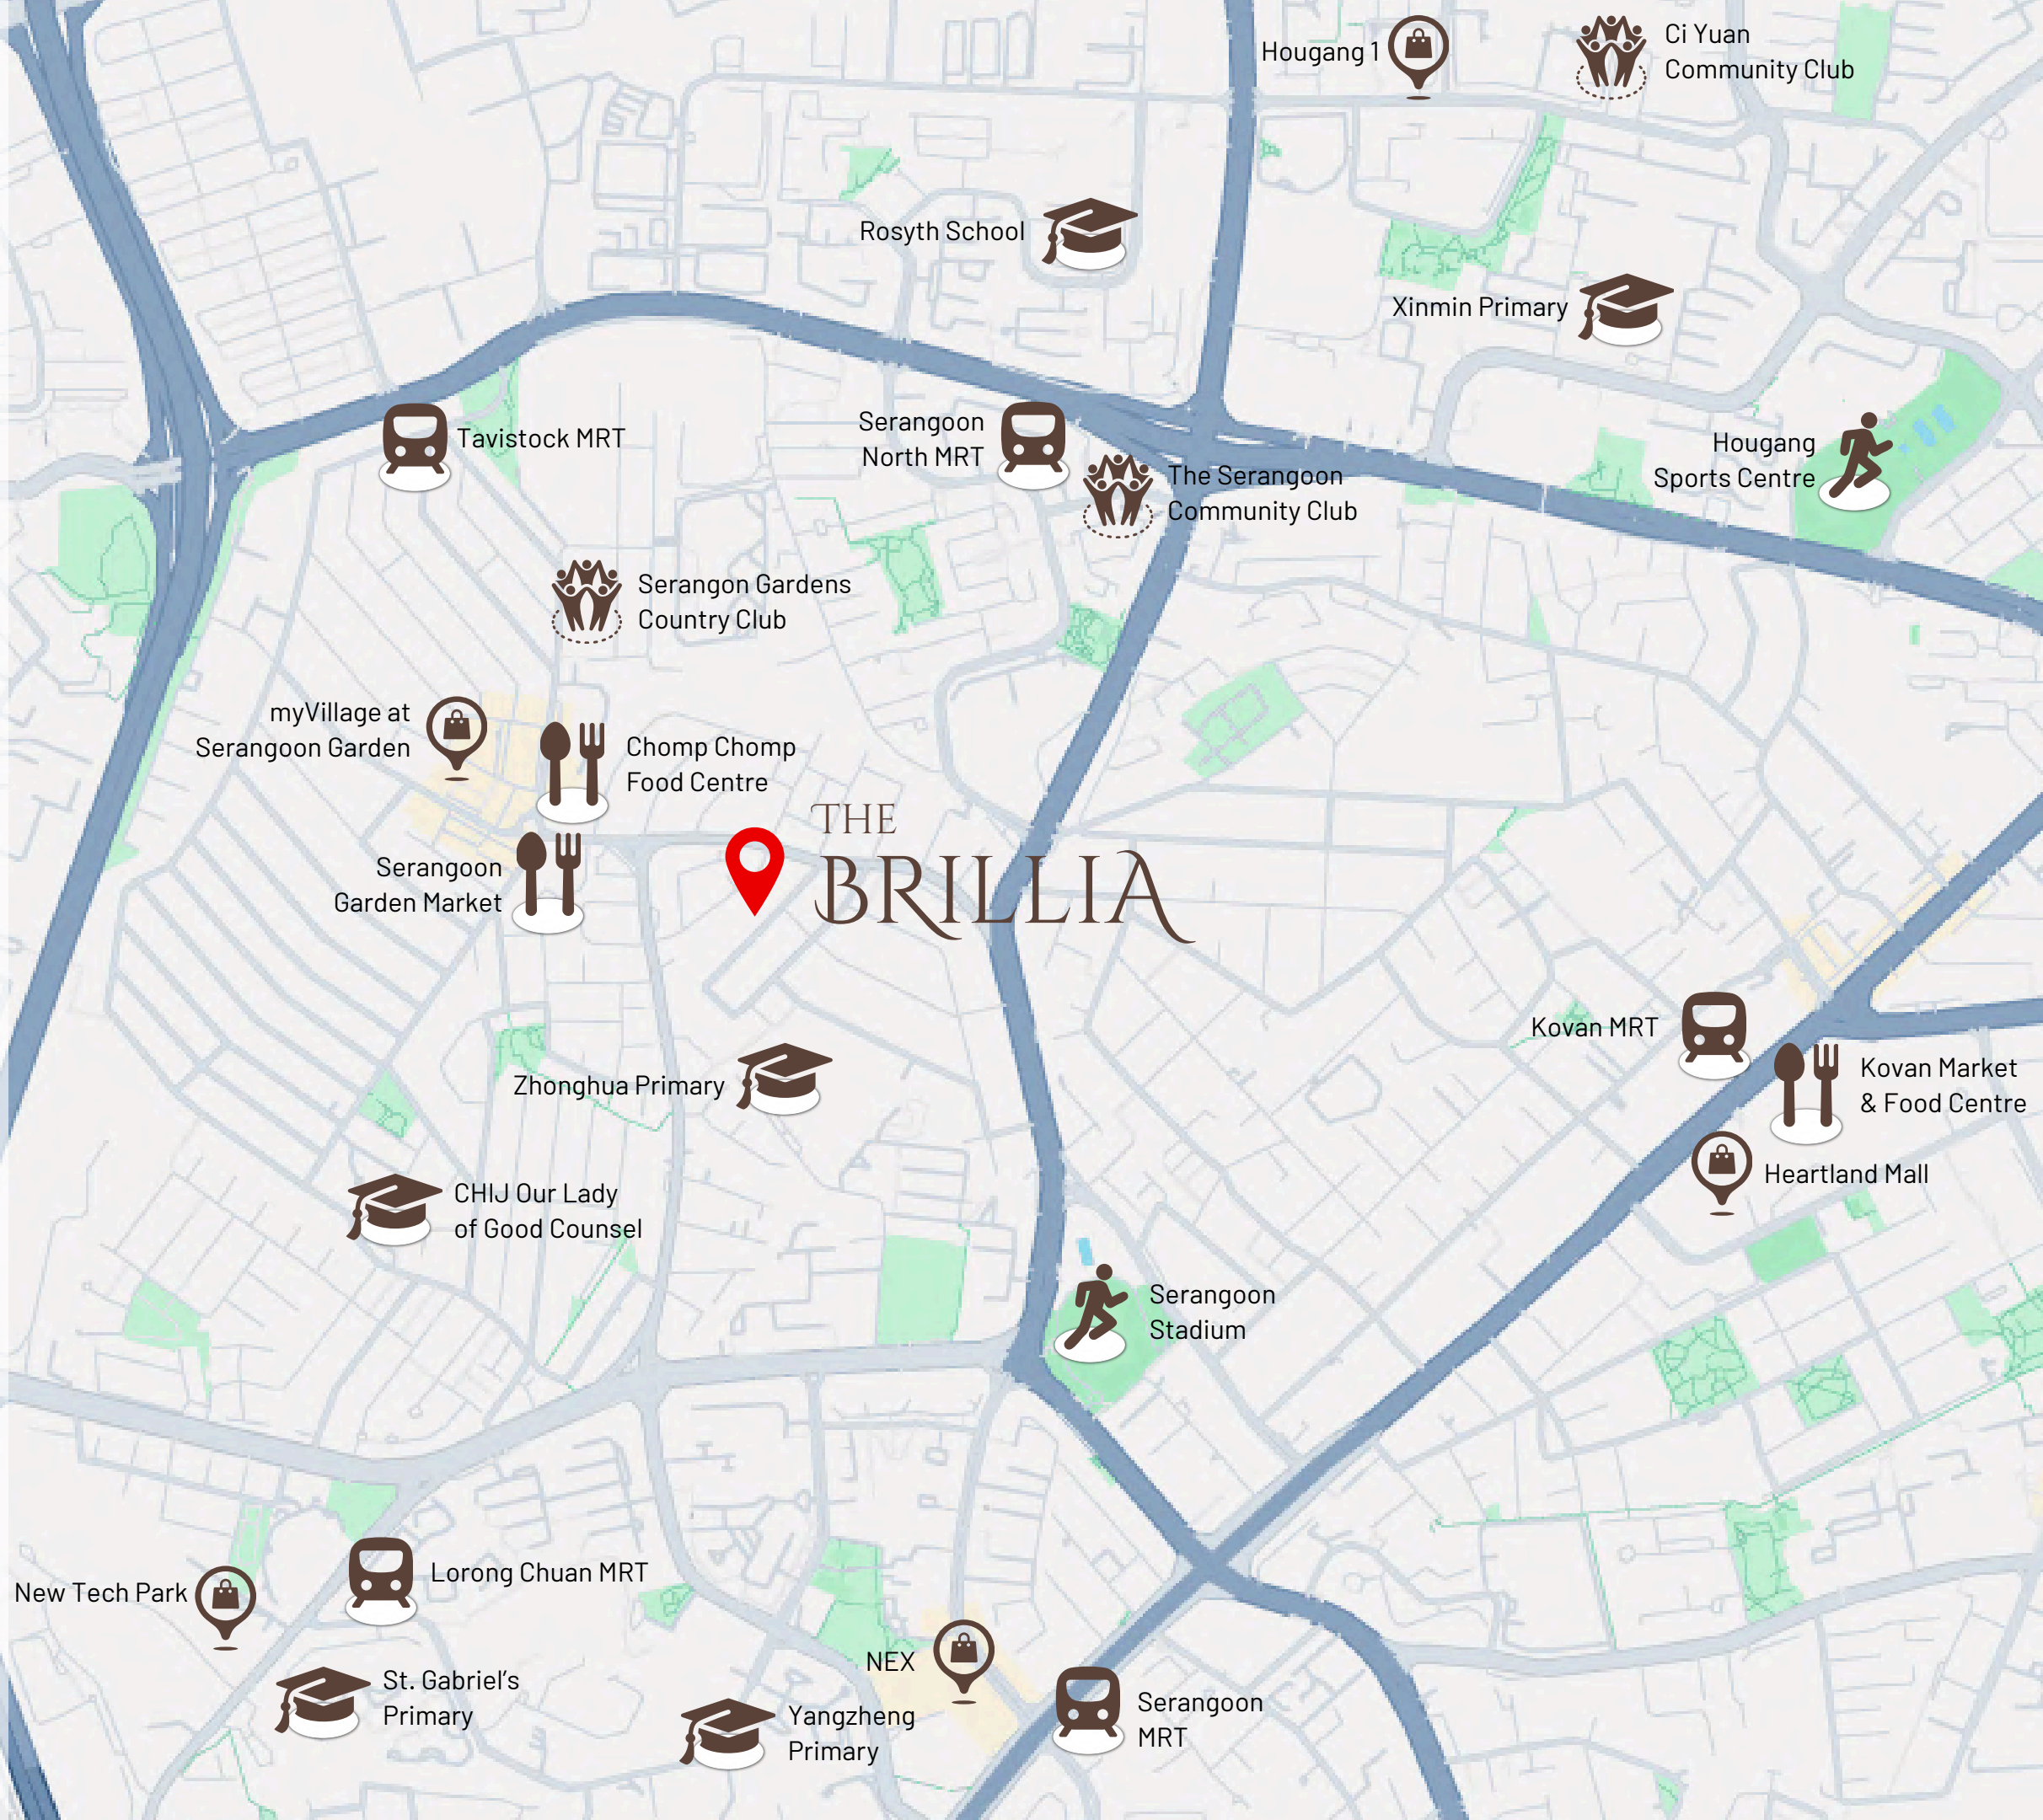 Hougang 1
Ci Yuan
Community Club
Rosyth School
Xinmin Primary
Tavistock MRT
Serangoon
North MRT
The Serangoon
Community Club
Hougang
Sports Centre
Serangon Gardens
Country Club
myVillage at
Serangoon Garden
Chomp Chomp
Food Centre
THE
BRILLIA
Serangoon
Garden Market
Kovan MRT
Kovan Market
& Food Centre
Zhonghua Primary
Heartland Mall
CHIJ Our Lady
of Good Counsel
Serangoon
Stadium
Lorong Chuan MRT
New Tech Park
NEX
St. Gabriel's
Primary
Yangzheng
Primary
Serangoon
MRT